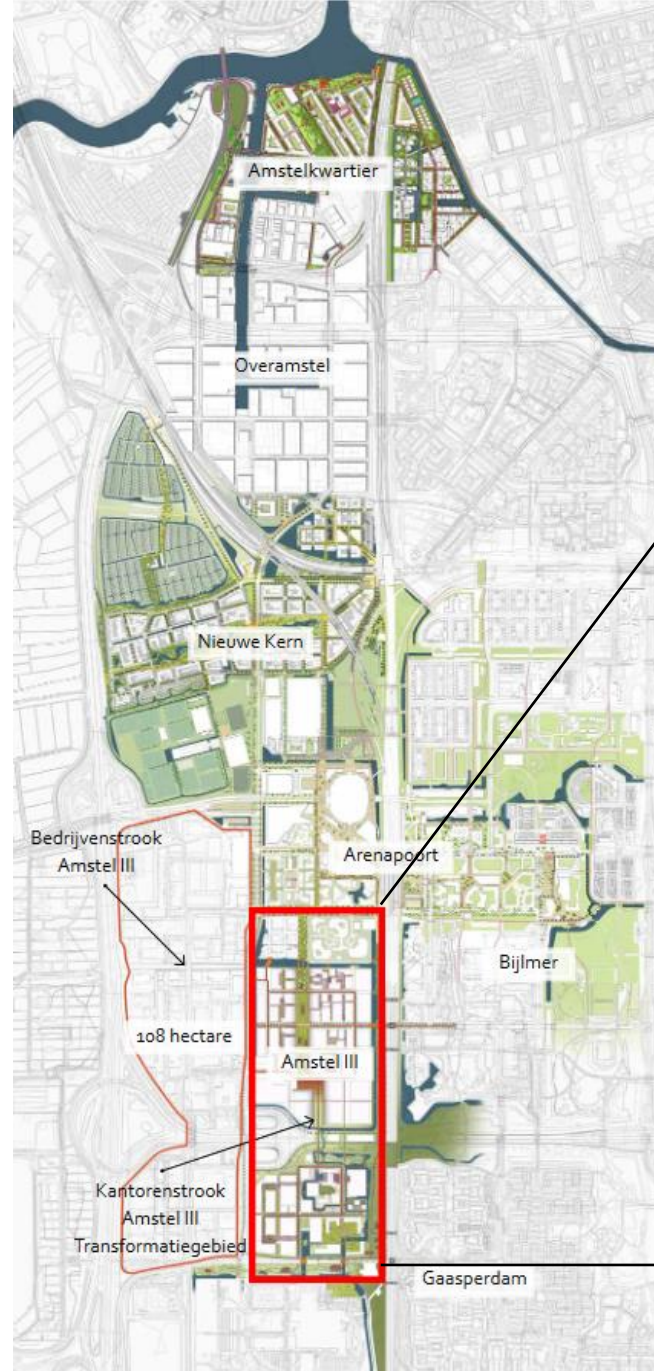 Amstelkwartier
Overamstel
Nieuwe Kern
Bedrijvenstrook
Amstel III
Arenapoort
Bijlmer
108 hectare
Amstel III
Kantorenstrook
Amstel III
Transformatiegebied
Gaasperdam